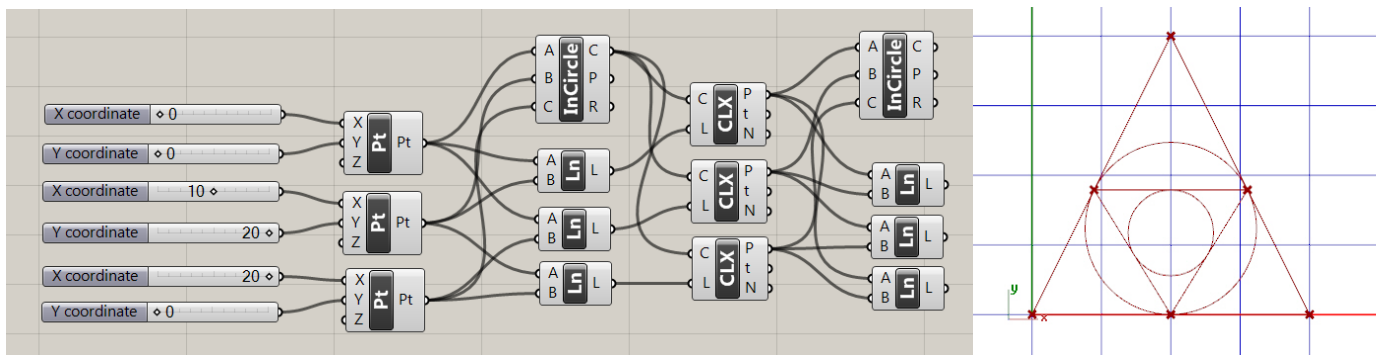 X coordinate 0
Y coordinate 0
X coordinate 10
Y coordinate 20
X coordinate 20
Y coordinate 0
X Y Z Pt Pt
X Y Z Pt Pt
X Y Z Pt Pt
A B C InCircle C P R
A B Ln L
A B Ln L
A B Ln L
C L CLX P t N
C L CLX P t N
C L CLX P t N
A B C InCircle C P R
A B Ln L
A B Ln L
A B Ln L
y
x